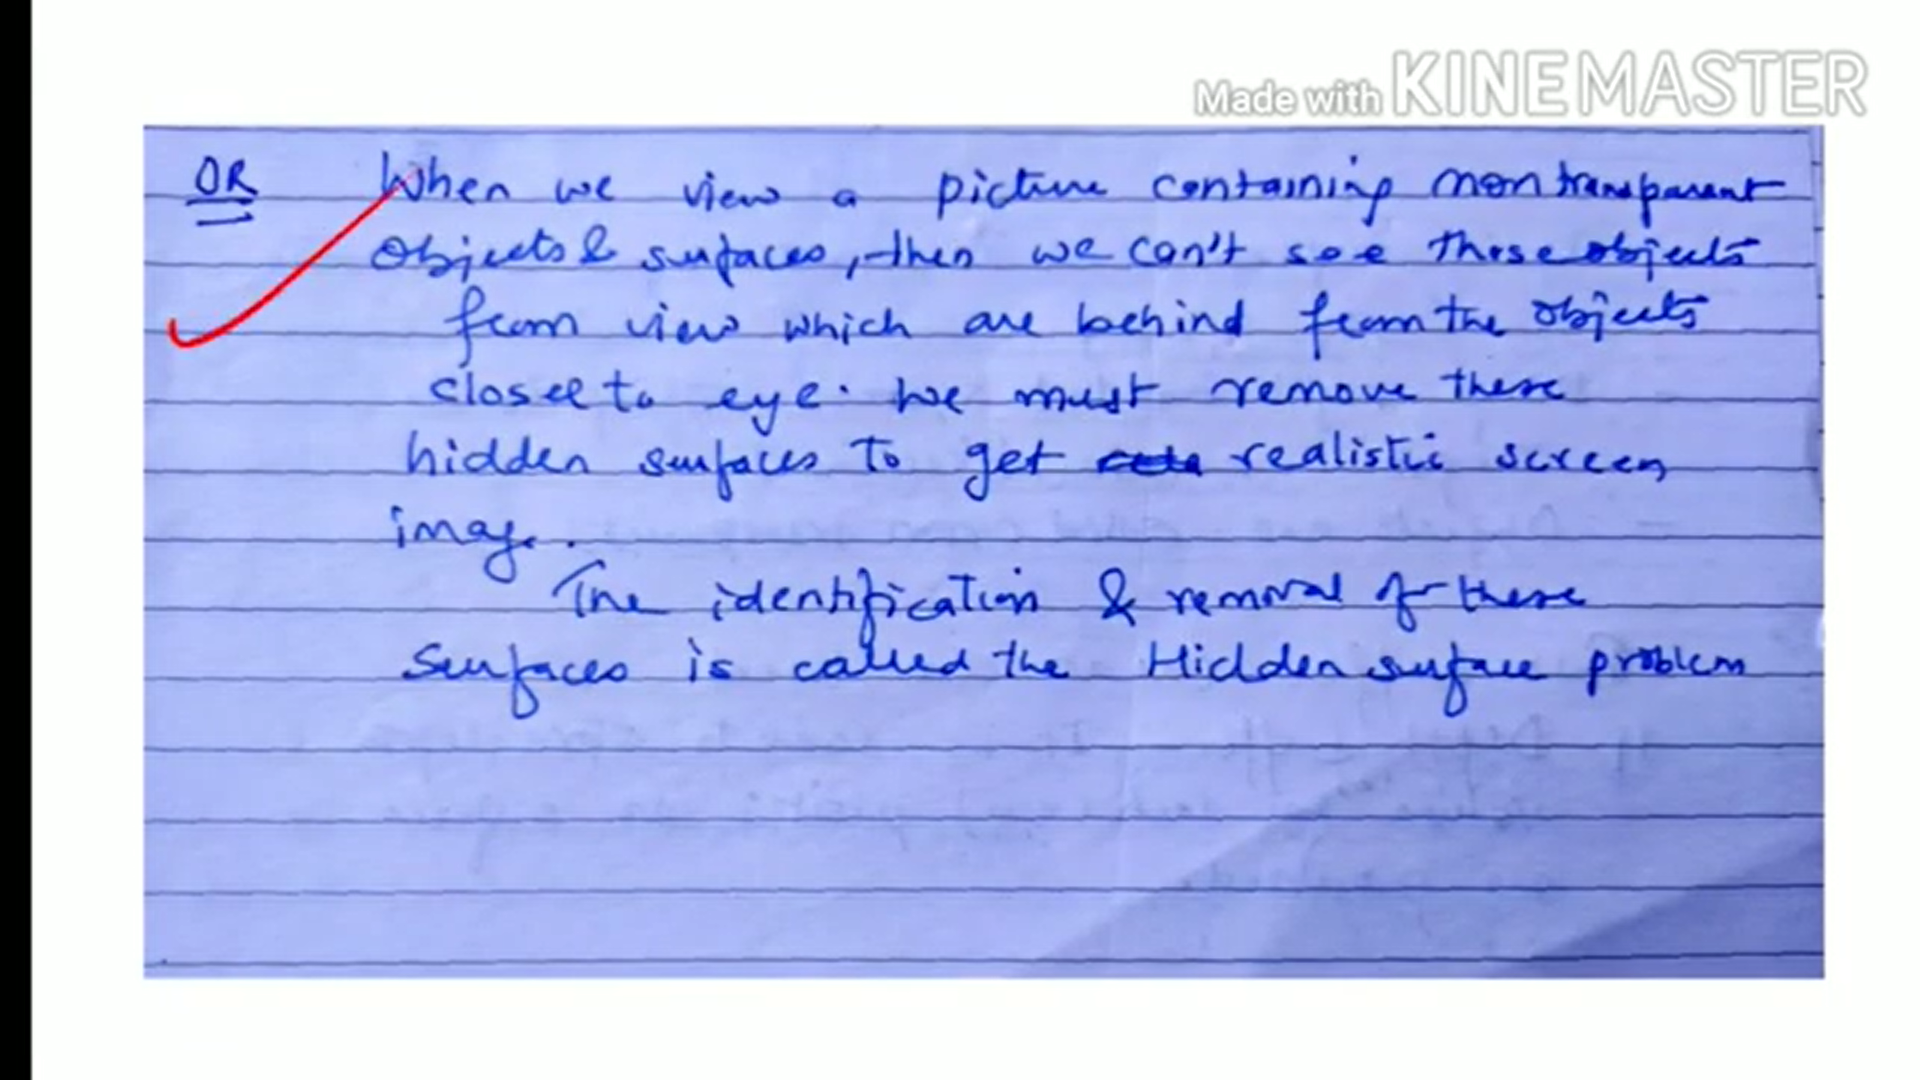 Made with KINEMASTER
OR When we view a picture containing nontransparent
objects & surfaces, then we can't see those objects
from view which are behind from the objects
closer to eye. We must remove these
hidden surfaces to get realistic screen
image.
The identification & removal of these
surfaces is called the Hidden surface problem